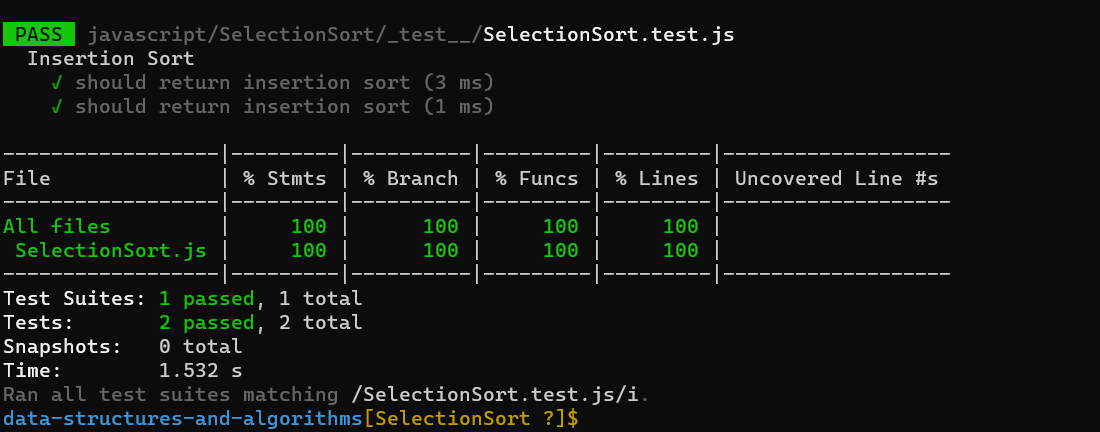 PASS  javascript/SelectionSort/_test__/SelectionSort.test.js
  Insertion Sort
    √ should return insertion sort (3 ms)
    √ should return insertion sort (1 ms)
------------------|---------|----------|---------|---------|-------------------
File              | % Stmts | % Branch | % Funcs | % Lines | Uncovered Line #s
------------------|---------|----------|---------|---------|-------------------
All files         |     100 |      100 |     100 |     100 |
 SelectionSort.js |     100 |      100 |     100 |     100 |
------------------|---------|----------|---------|---------|-------------------
Test Suites: 1 passed, 1 total
Tests:       2 passed, 2 total
Snapshots:   0 total
Time:        1.532 s
Ran all test suites matching /SelectionSort.test.js/i.
data-structures-and-algorithms[SelectionSort ?]$